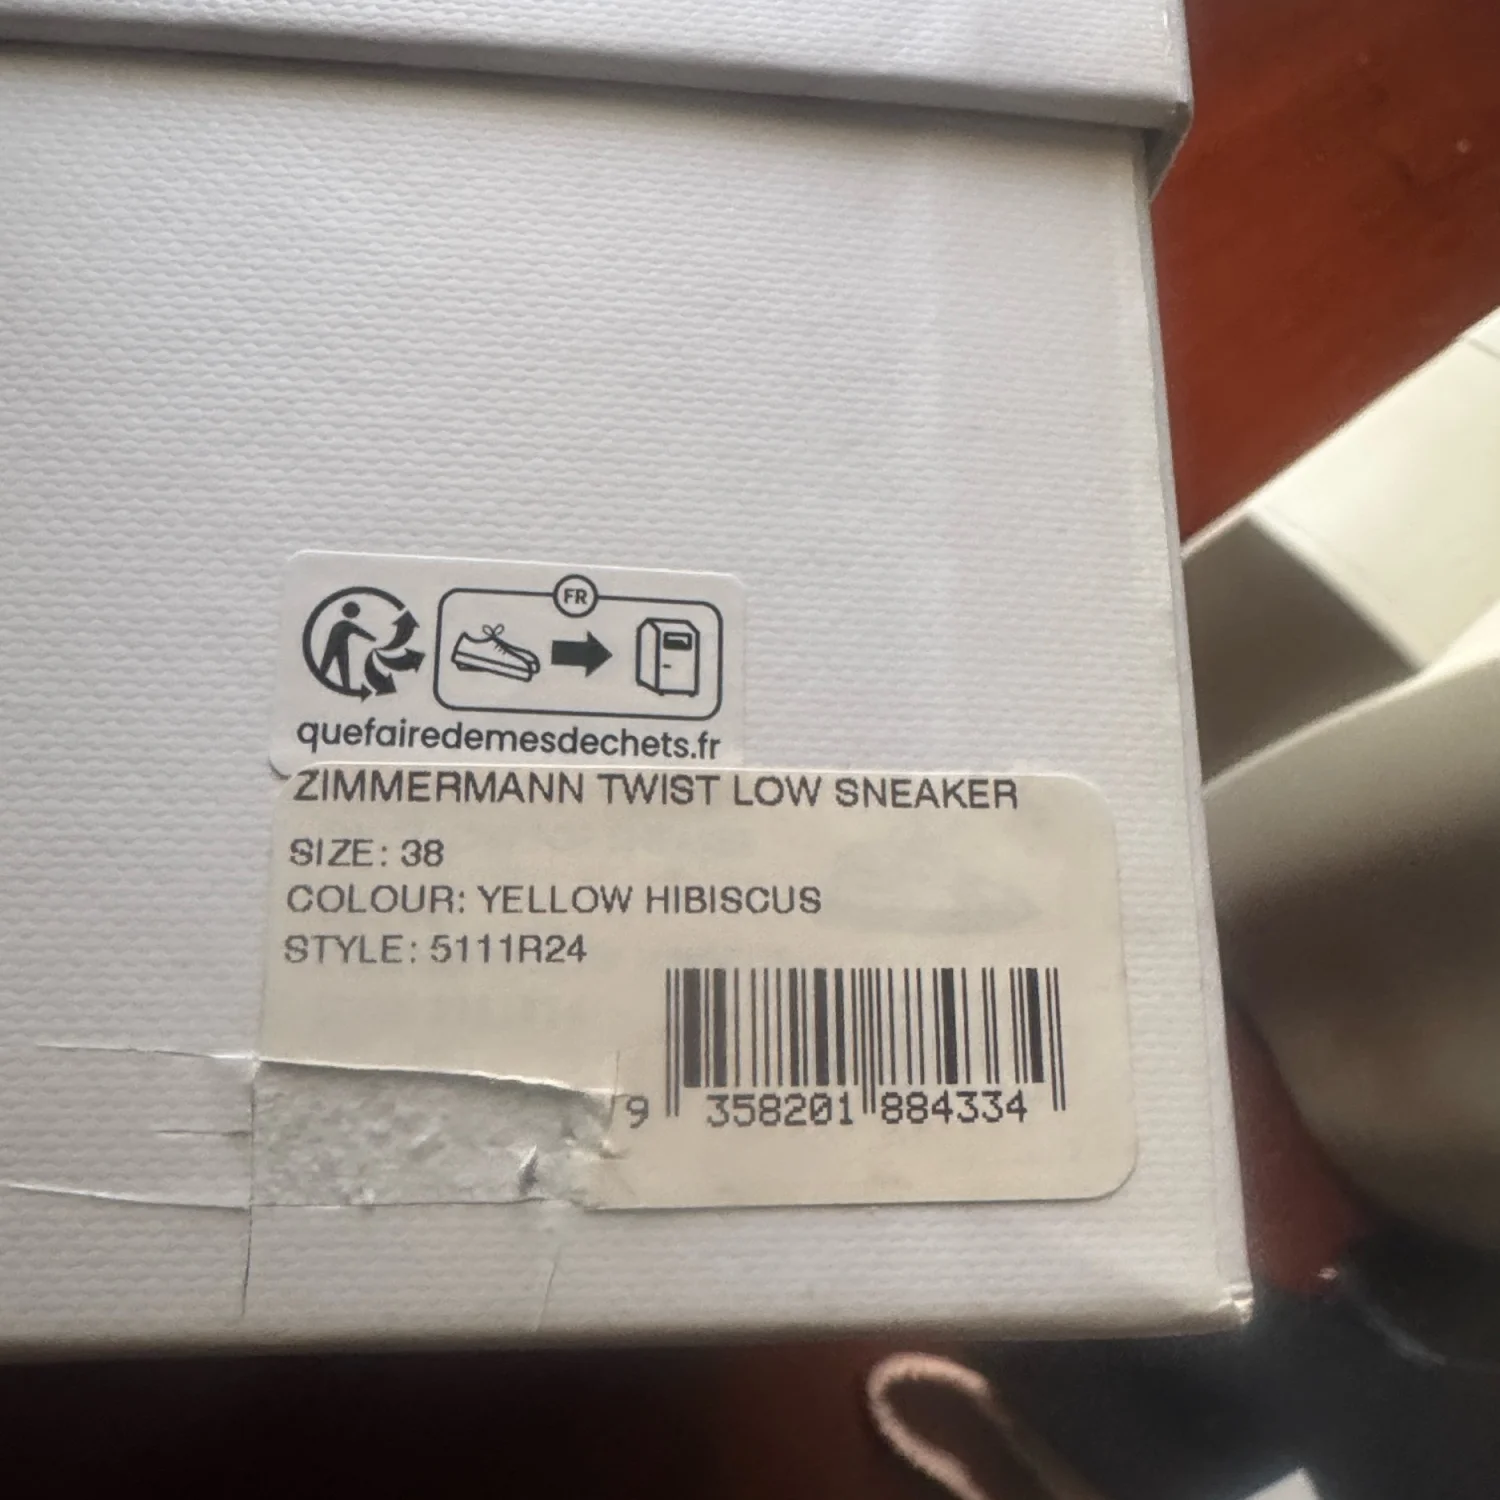 FR
quefairedemesdechets.fr
ZIMMERMANN TWIST LOW SNEAKER
SIZE: 38
COLOUR: YELLOW HIBISCUS
STYLE: 5111R24
9 358201 884334